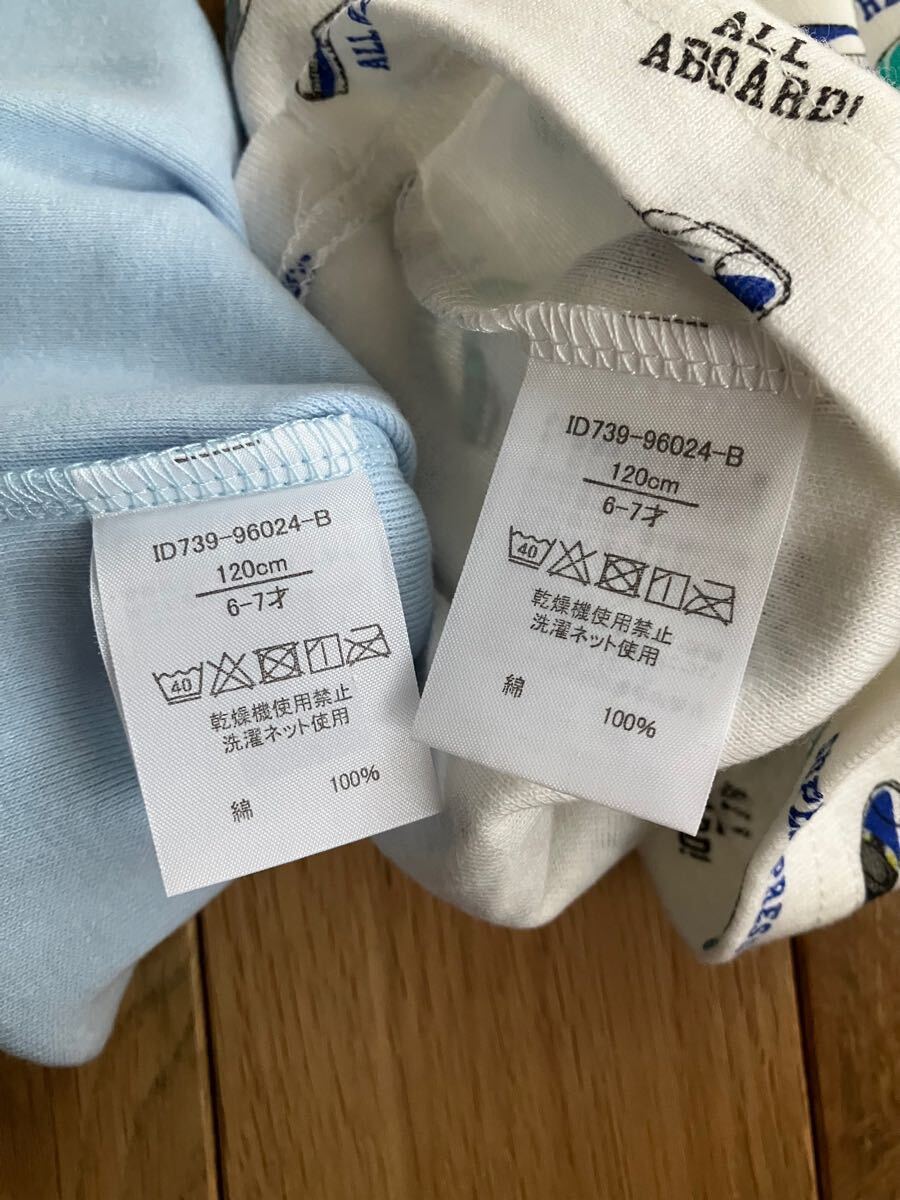 ALL
ALL
ABOARD!
ID739-96024-B
120cm
6-7才
40
乾燥機使用禁止
洗濯ネット使用
綿 100%
ID739-96024-B
120cm
6-7才
40
乾燥機使用禁止
洗濯ネット使用
綿 100%